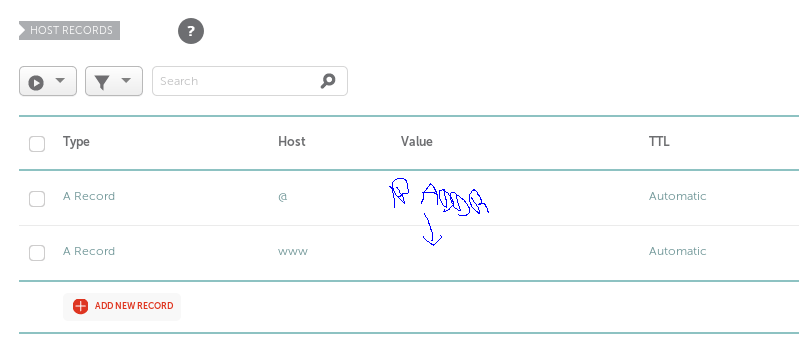 HOST RECORDS ?
Search
Type Host Value TTL
A Record @ IP ADDR Automatic
A Record www Automatic
ADD NEW RECORD